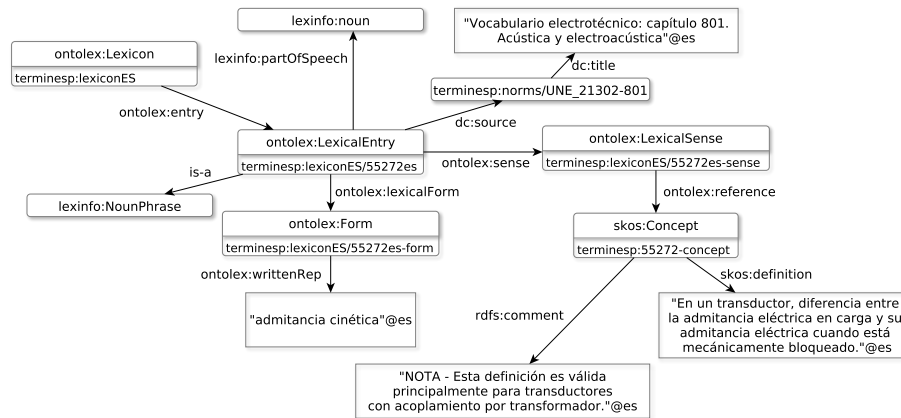 lexinfo:noun
"Vocabulario electrotécnico: capítulo 801.
Acústica y electroacústica"@es
ontolex:Lexicon
terminesp:lexiconES
lexinfo:partOfSpeech
dc:title
terminesp:norms/UNE_21302-801
ontolex:entry
dc:source
ontolex:LexicalEntry
terminesp:lexiconES/55272es
ontolex:sense
ontolex:LexicalSense
terminesp:lexiconES/55272es-sense
is-a
ontolex:lexicalForm
ontolex:reference
lexinfo:NounPhrase
ontolex:Form
terminesp:lexiconES/55272es-form
skos:Concept
terminesp:55272-concept
ontolex:writtenRep
skos:definition
"admitancia cinética"@es
rdfs:comment
"En un transductor, diferencia entre
la admitancia eléctrica en carga y su
admitancia eléctrica cuando está
mecánicamente bloqueado."@es
"NOTA - Esta definición es válida
principalmente para transductores
con acoplamiento por transformador."@es